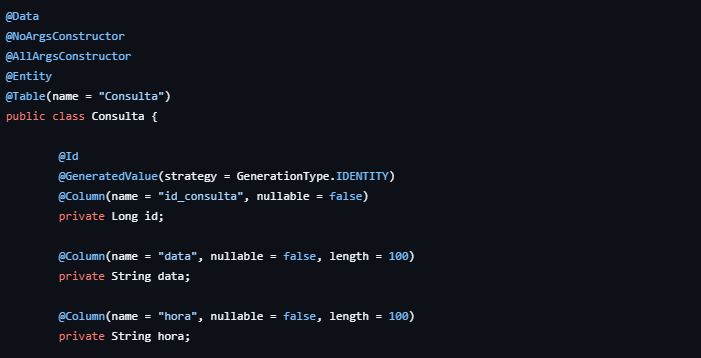 @Data
@NoArgsConstructor
@AllArgsConstructor
@Entity
@Table(name = "Consulta")
public class Consulta {
@Id
@GeneratedValue(strategy = GenerationType.IDENTITY)
@Column(name = "id_consulta", nullable = false)
private Long id;
@Column(name = "data", nullable = false, length = 100)
private String data;
@Column(name = "hora", nullable = false, length = 100)
private String hora;